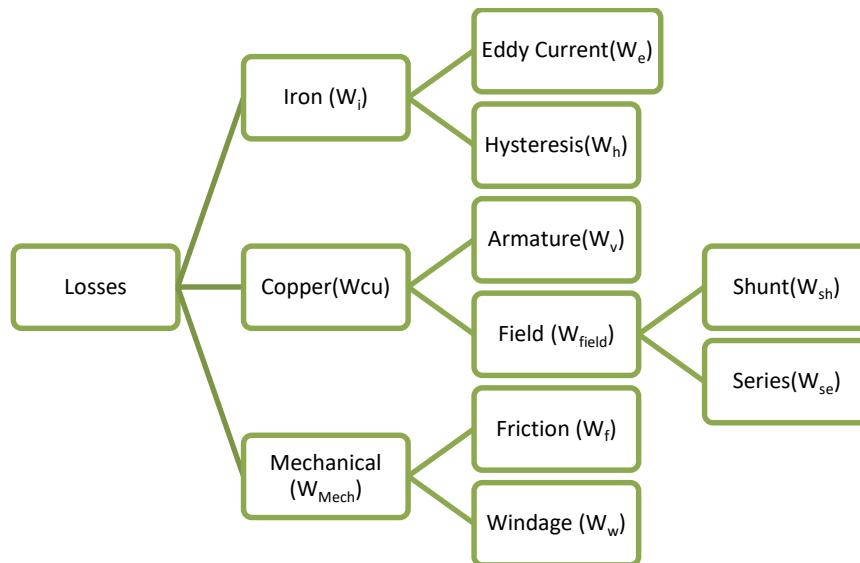 Losses
Iron (Wi)
Eddy Current(We)
Hysteresis(Wh)
Copper(Wcu)
Armature(Wv)
Field (Wfield)
Shunt(Wsh)
Series(Wse)
Mechanical
(WMech)
Friction (Wf)
Windage (Ww)